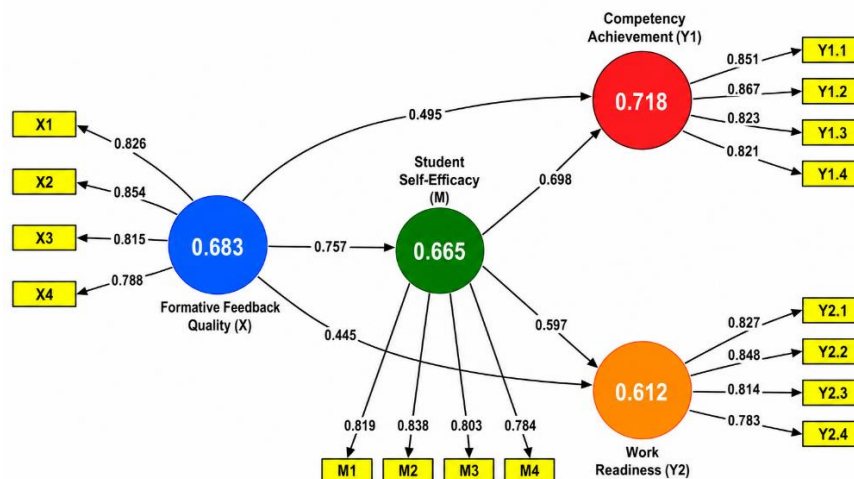 Competency
Achievement (Y1)
0.851
Y1.1
0.867
Y1.2
0.718
0.823
Y1.3
0.821
Y1.4
X1
0.826
0.495
X2
0.854
Student
Self-Efficacy
(M)
0.698
X3
0.815
0.683
0.757
0.665
X4
0.788
Formative Feedback
Quality (X)
0.445
0.597
0.827
Y2.1
0.848
Y2.2
0.612
0.814
Y2.3
0.783
Y2.4
0.819
0.838
0.803
0.784
M1
M2
M3
M4
Work
Readiness (Y2)